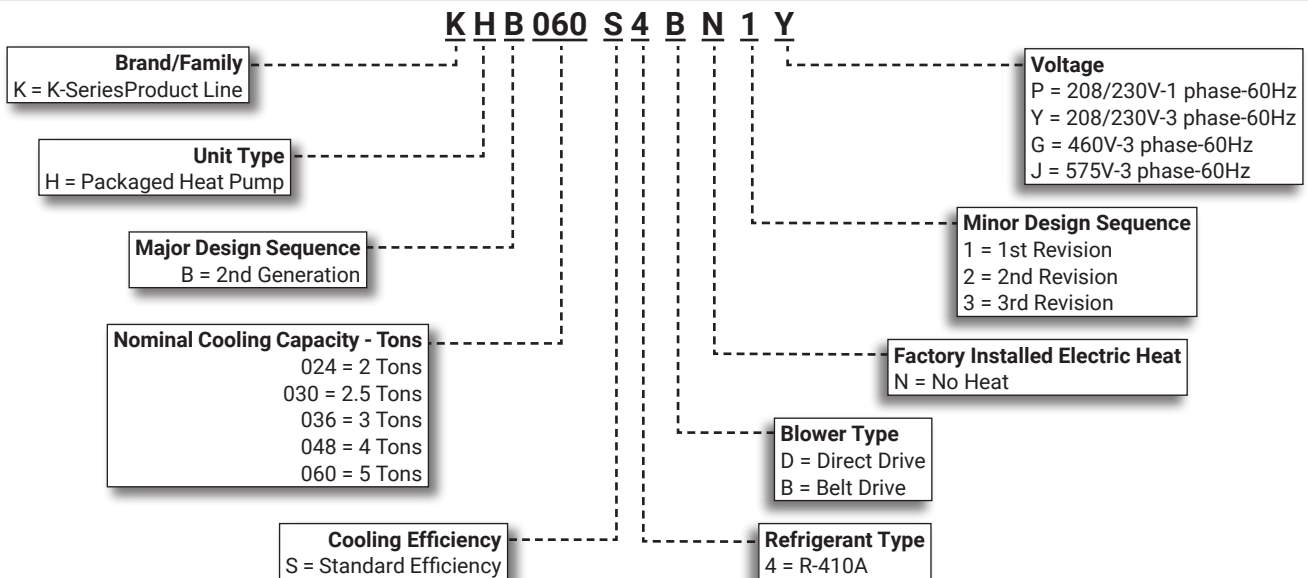 K H B 060 S 4 B N 1 Y
Brand/Family
K = K-SeriesProduct Line
Voltage
P = 208/230V-1 phase-60Hz
Y = 208/230V-3 phase-60Hz
G = 460V-3 phase-60Hz
J = 575V-3 phase-60Hz
Unit Type
H = Packaged Heat Pump
Minor Design Sequence
1 = 1st Revision
2 = 2nd Revision
3 = 3rd Revision
Major Design Sequence
B = 2nd Generation
Nominal Cooling Capacity - Tons
024 = 2 Tons
030 = 2.5 Tons
036 = 3 Tons
048 = 4 Tons
060 = 5 Tons
Factory Installed Electric Heat
N = No Heat
Blower Type
D = Direct Drive
B = Belt Drive
Cooling Efficiency
S = Standard Efficiency
Refrigerant Type
4 = R-410A